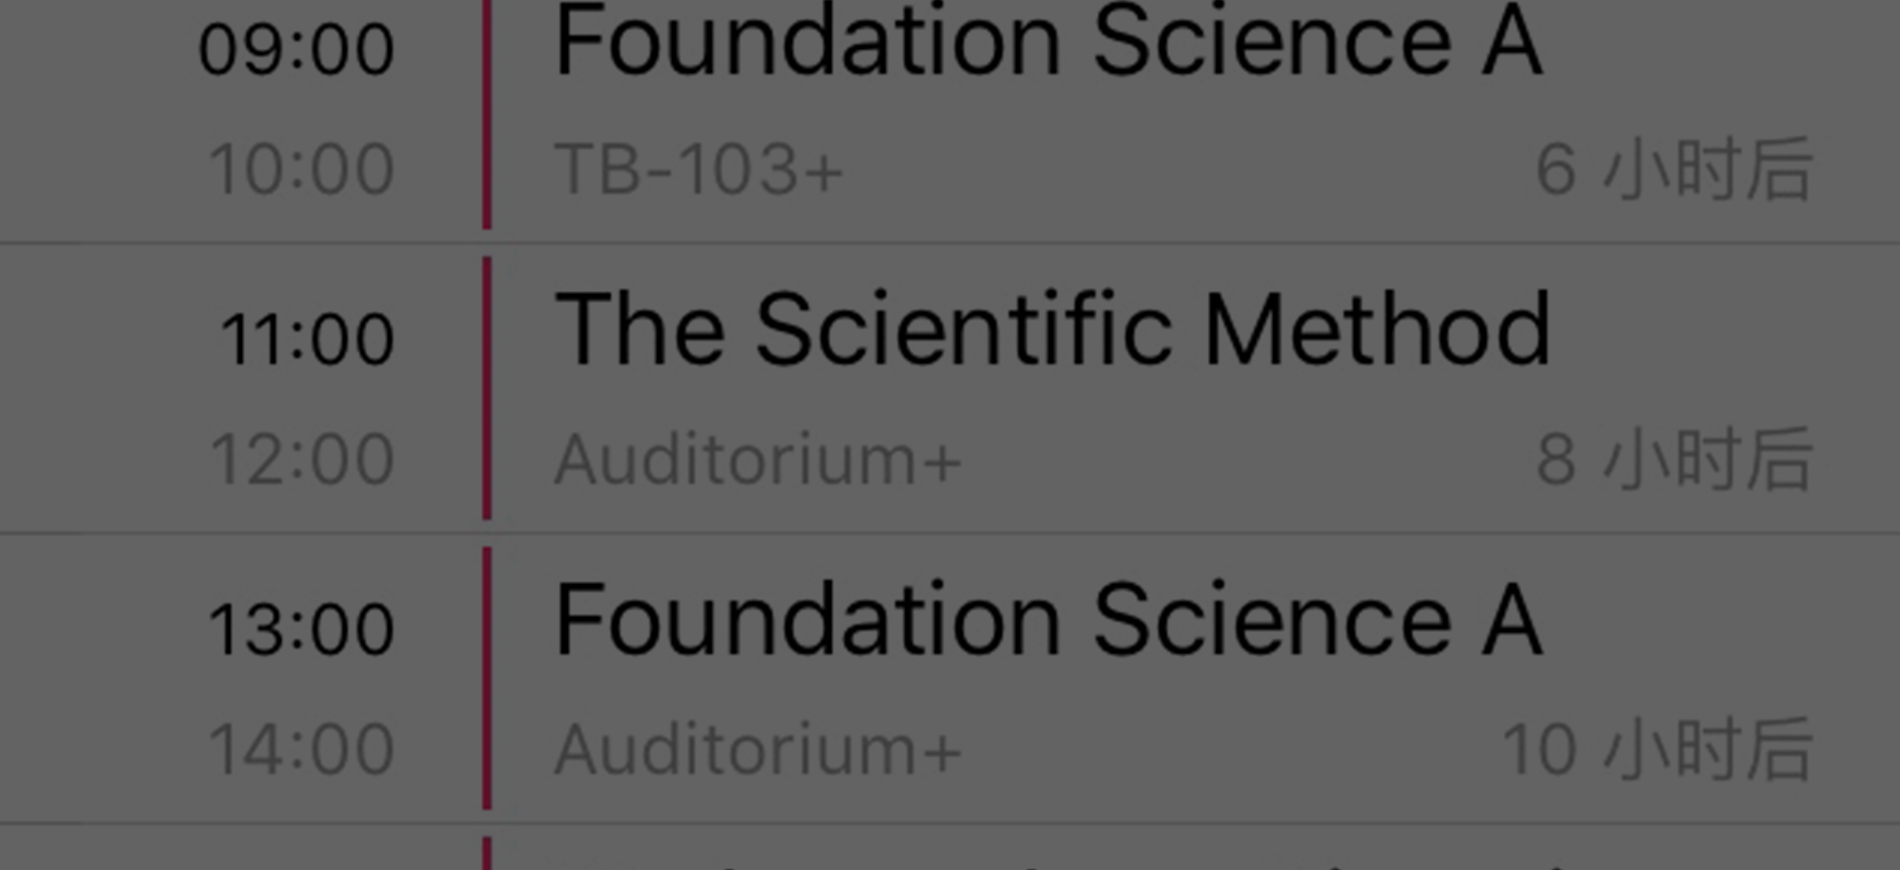 09:00 Foundation Science A
10:00 TB-103+ 6 小时后
11:00 The Scientific Method
12:00 Auditorium+ 8 小时后
13:00 Foundation Science A
14:00 Auditorium+ 10 小时后